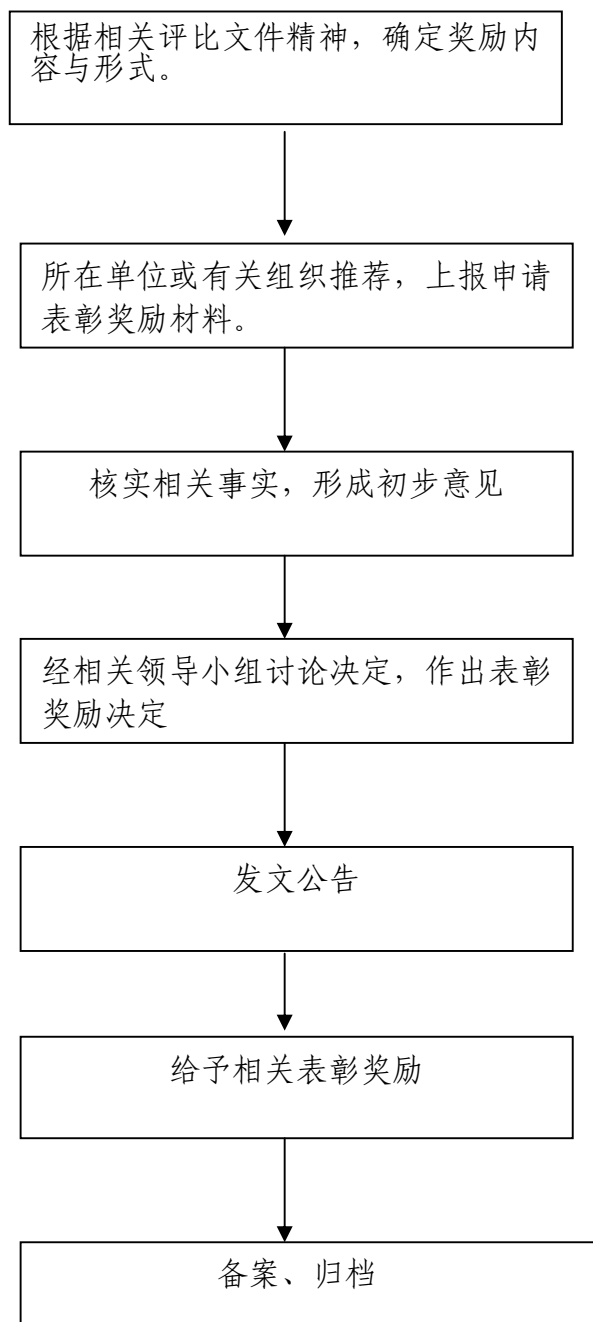 根据相关评比文件精神，确定奖励内
容与形式。
所在单位或有关组织推荐，上报申请
表彰奖励材料。
核实相关事实，形成初步意见
经相关领导小组讨论决定，作出表彰
奖励决定
发文公告
给予相关表彰奖励
备案、归档